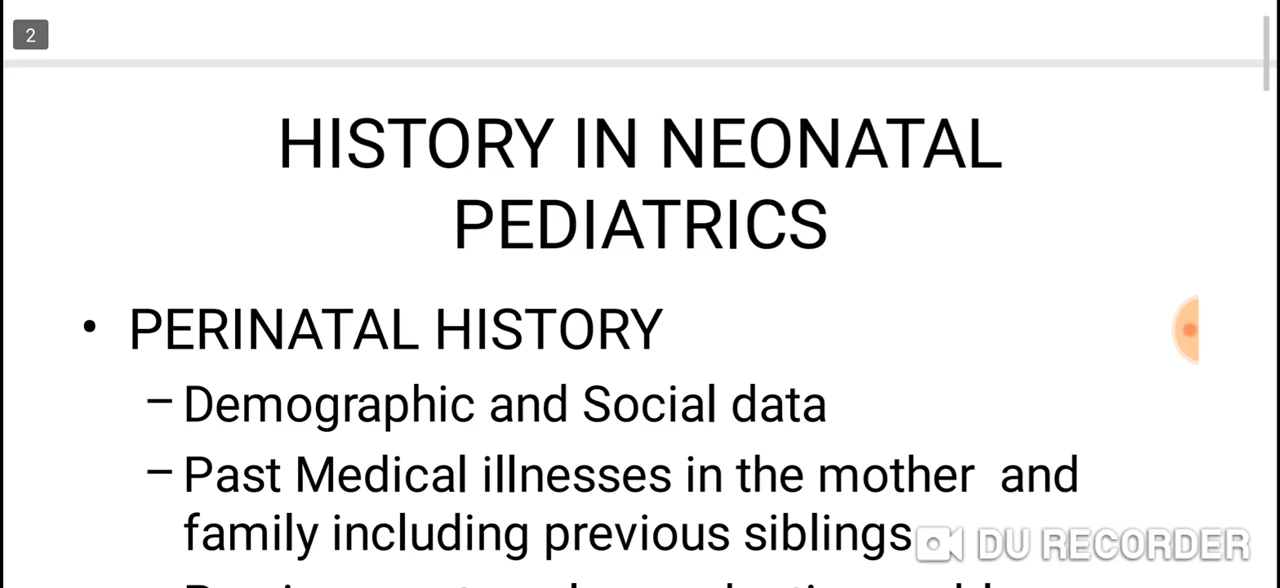 2
HISTORY IN NEONATAL
PEDIATRICS
• PERINATAL HISTORY
– Demographic and Social data
– Past Medical illnesses in the mother and
family including previous siblings
DU RECORDER